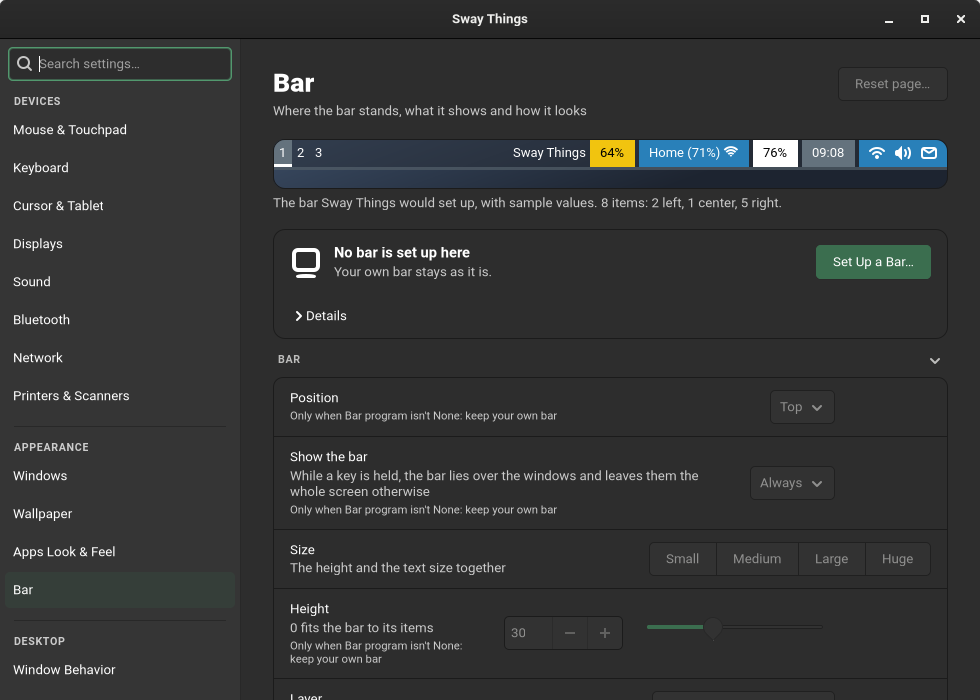 Sway Things
Search settings...
DEVICES
Mouse & Touchpad
Keyboard
Cursor & Tablet
Displays
Sound
Bluetooth
Network
Printers & Scanners
APPEARANCE
Windows
Wallpaper
Apps Look & Feel
Bar
DESKTOP
Window Behavior
Bar
Reset page...
Where the bar stands, what it shows and how it looks
1 2 3 Sway Things 64% Home (71%) 76% 09:08
The bar Sway Things would set up, with sample values. 8 items: 2 left, 1 center, 5 right.
No bar is set up here
Your own bar stays as it is.
Set Up a Bar...
Details
BAR
Position
Only when Bar program isn't None: keep your own bar
Top
Show the bar
While a key is held, the bar lies over the windows and leaves them the
whole screen otherwise
Only when Bar program isn't None: keep your own bar
Always
Size
The height and the text size together
Small Medium Large Huge
Height
0 fits the bar to its items
Only when Bar program isn't None:
keep your own bar
30
Layer